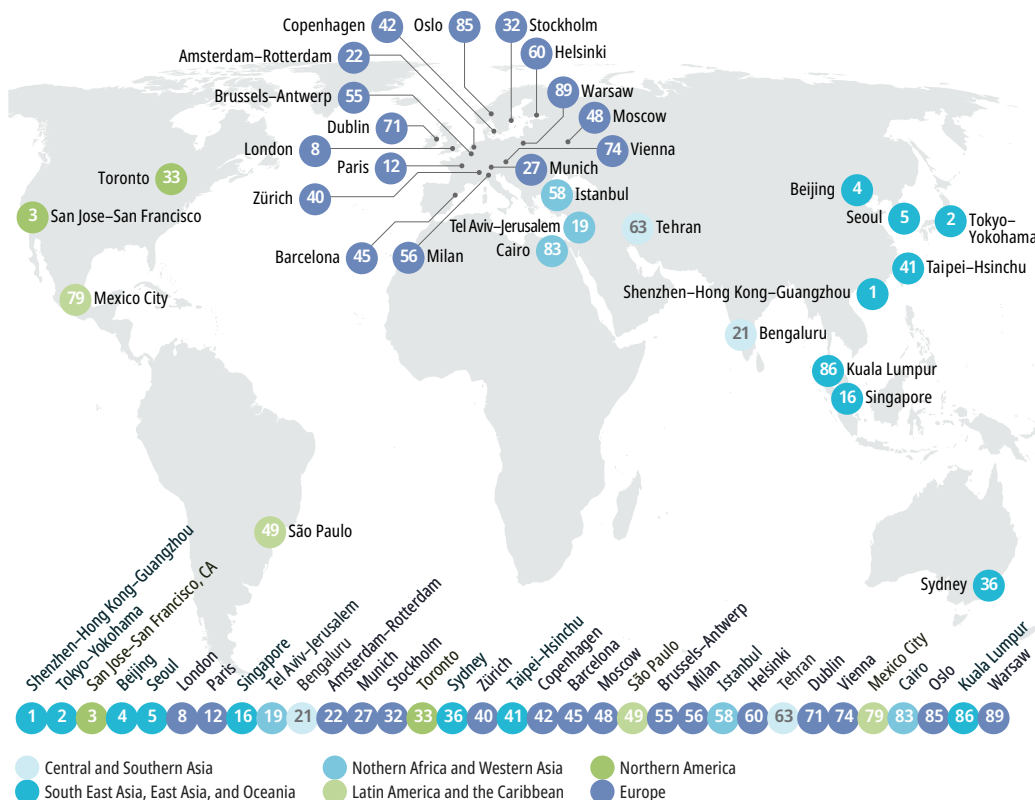 Copenhagen 42
Oslo 85
32 Stockholm
Amsterdam–Rotterdam 22
60 Helsinki
Brussels–Antwerp 55
89 Warsaw
Dublin 71
48 Moscow
London 8
74 Vienna
Paris 12
27 Munich
Toronto 33
Zürich 40
58 Istanbul
Beijing 4
3 San Jose–San Francisco
Seoul 5
2 Tokyo–
Yokohama
Tel Aviv–Jerusalem 19
63 Tehran
Cairo 83
Barcelona 45
56 Milan
41 Taipei–Hsinchu
79 Mexico City
Shenzhen–Hong Kong–Guangzhou 1
21 Bengaluru
86 Kuala Lumpur
16 Singapore
49 São Paulo
Sydney 36
Shenzhen–Hong Kong–Guangzhou
Tokyo–Yokohama
San Jose–San Francisco, CA
Beijing
Seoul
London
Paris
Singapore
Tel Aviv–Jerusalem
Bengaluru
Amsterdam–Rotterdam
Munich
Stockholm
Toronto
Sydney
Zürich
Taipei–Hsinchu
Copenhagen
Barcelona
Moscow
São Paulo
Brussels–Antwerp
Milan
Istanbul
Helsinki
Tehran
Dublin
Vienna
Mexico City
Cairo
Oslo
Kuala Lumpur
Warsaw
1 2 3 4 5 8 12 16 19 21 22 27 32 33 36 40 41 42 45 48 49 55 56 58 60 63 71 74 79 83 85 86 89
Central and Southern Asia
Nothern Africa and Western Asia
Northern America
South East Asia, East Asia, and Oceania
Latin America and the Caribbean
Europe